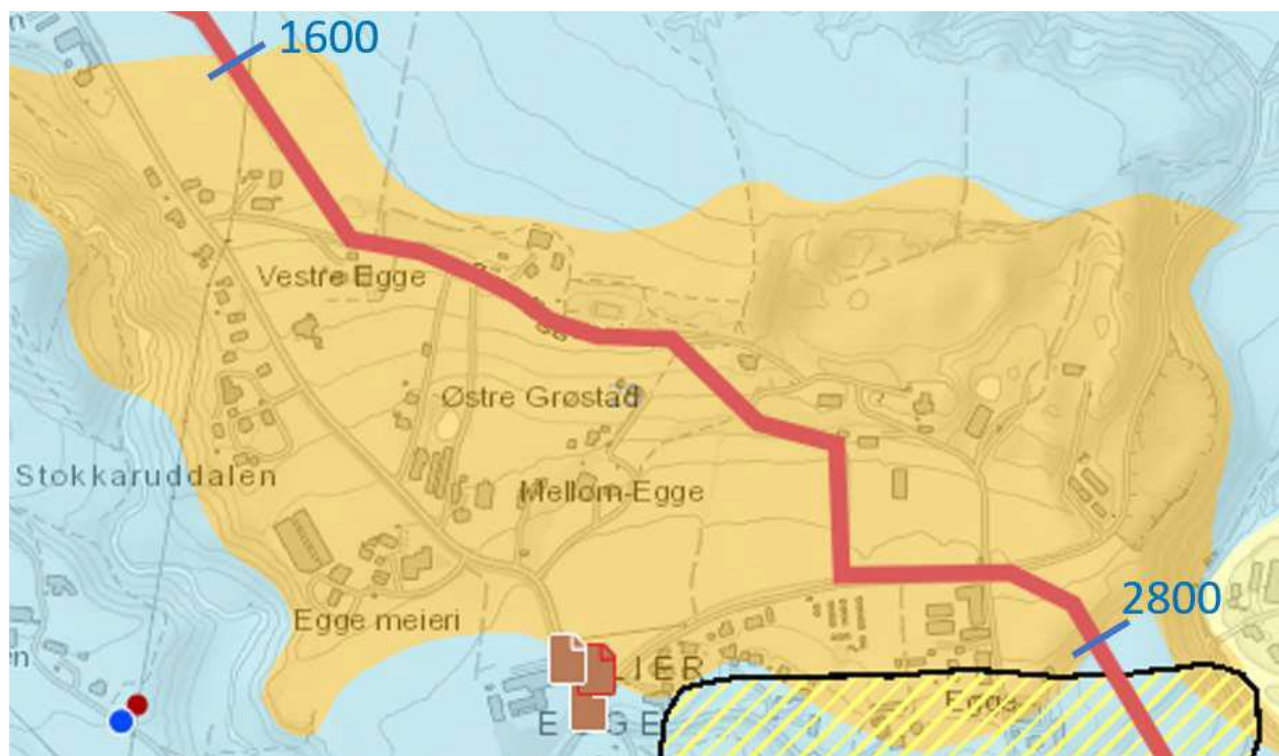 1600
Vestre Egge
Østre Grøstad
Stokkaruddalen
Mellom-Egge
2800
Egge meieri
LIER
Egge
EGGE